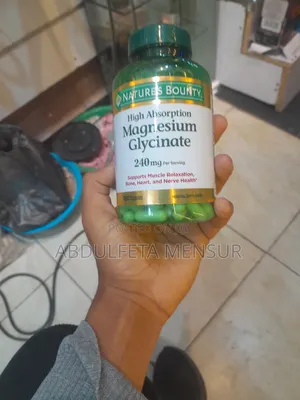 NATURE'S BOUNTY
High Absorption
Magnesium
Glycinate
240 mg Per Serving
Supports Muscle Relaxation,
Bone, Heart, and Nerve Health*
ABDULFETA MENSUR